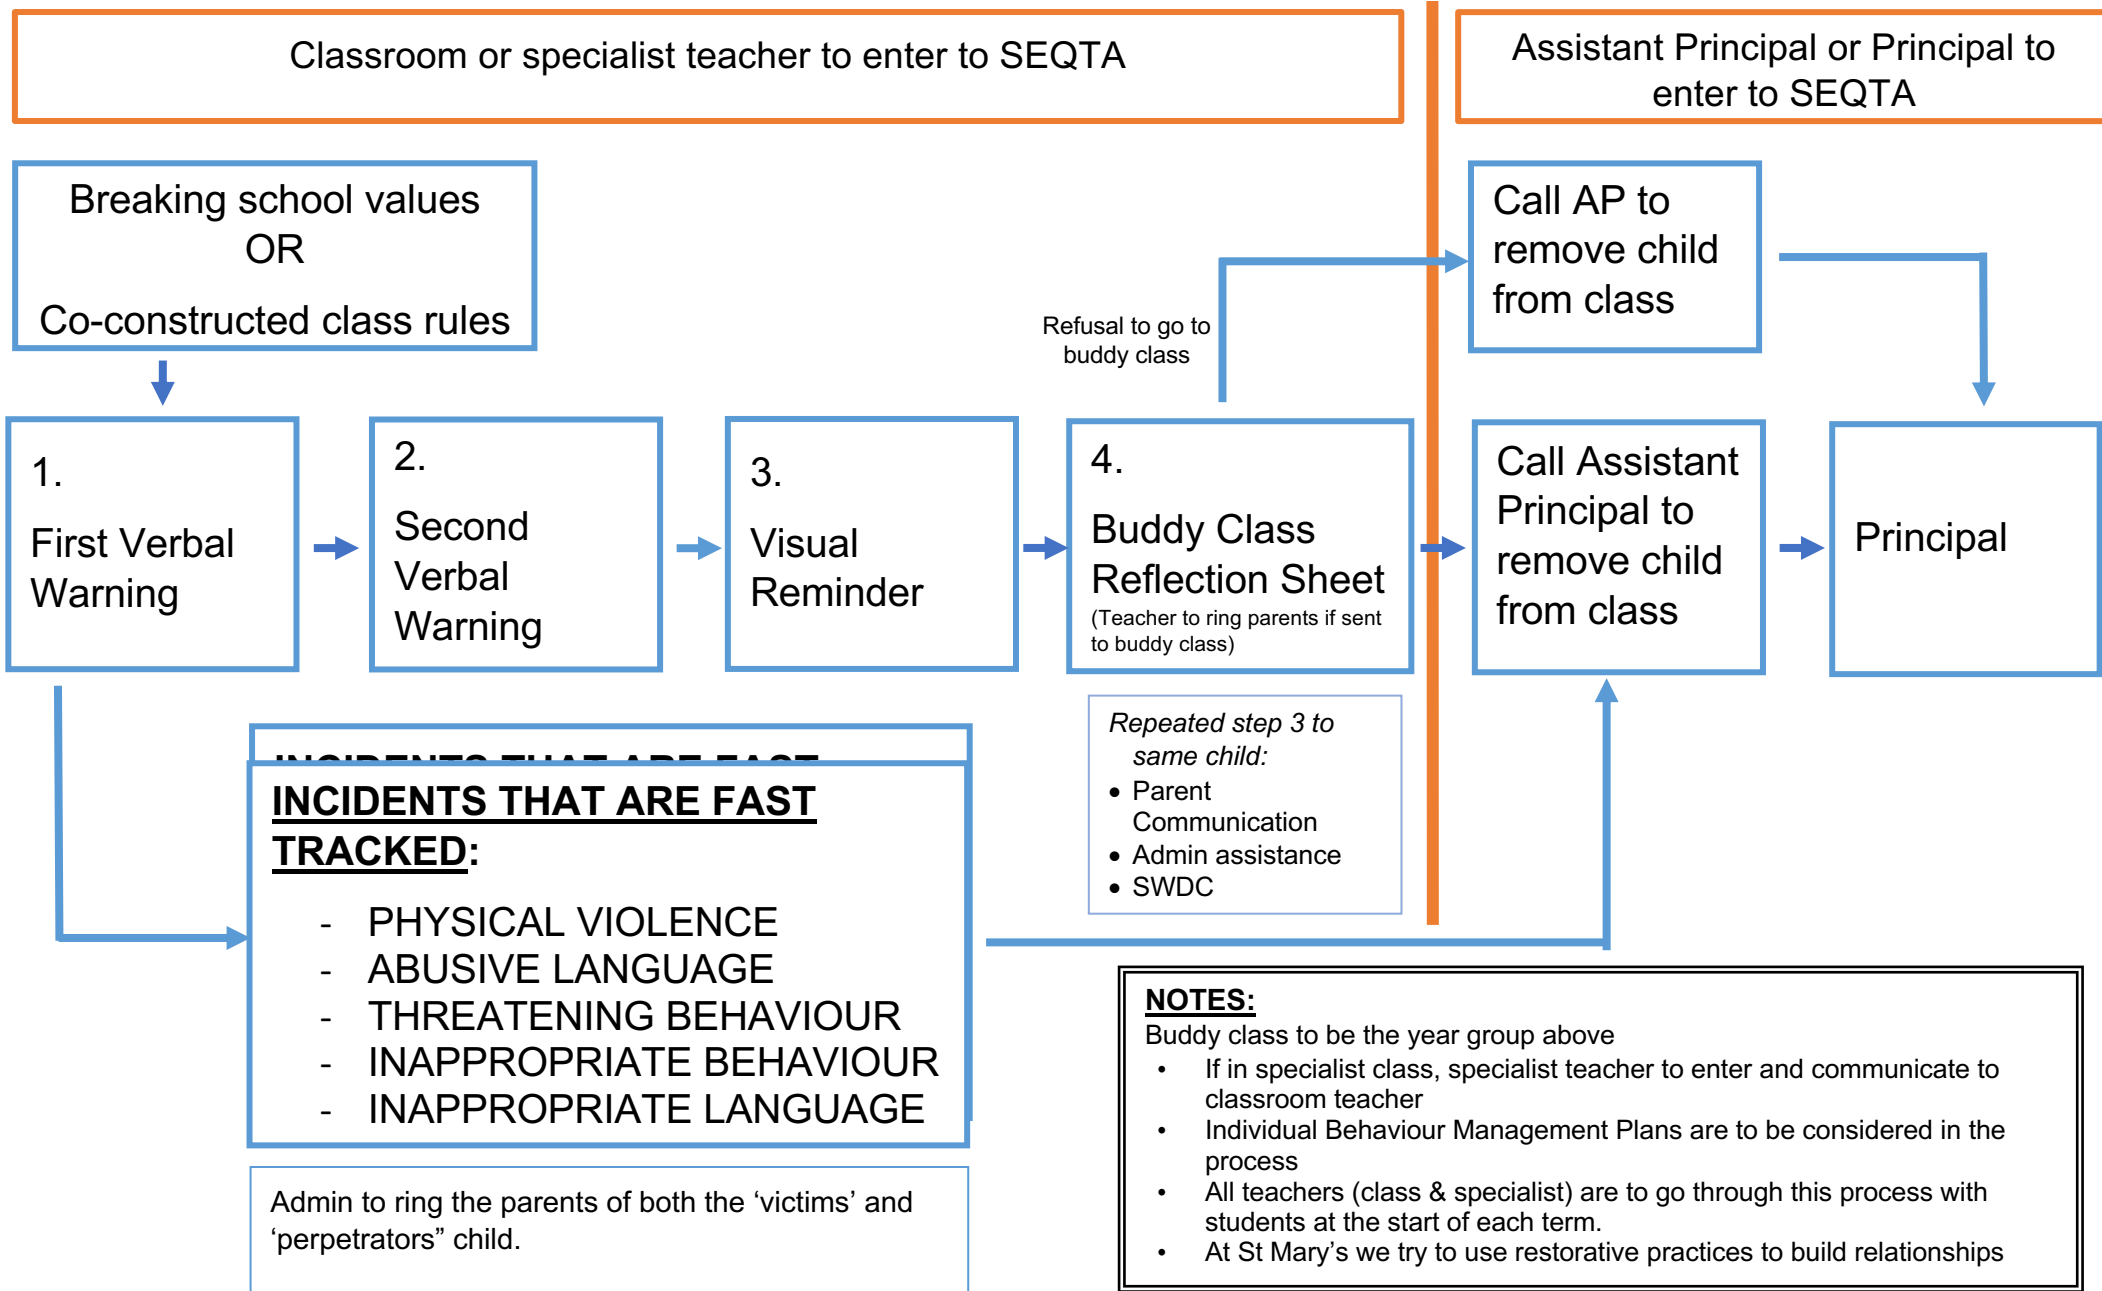 Classroom or specialist teacher to enter to SEQTA
Assistant Principal or Principal to
enter to SEQTA
Breaking school values
OR
Co-constructed class rules
Call AP to
remove child
from class
Refusal to go to
buddy class
1.
First Verbal
Warning
2.
Second
Verbal
Warning
3.
Visual
Reminder
4.
Buddy Class
Reflection Sheet
(Teacher to ring parents if sent
to buddy class)
Call Assistant
Principal to
remove child
from class
Principal
Repeated step 3 to
same child:
• Parent
Communication
• Admin assistance
• SWDC
INCIDENTS THAT ARE FAST
INCIDENTS THAT ARE FAST
TRACKED:
- PHYSICAL VIOLENCE
- ABUSIVE LANGUAGE
- THREATENING BEHAVIOUR
- INAPPROPRIATE BEHAVIOUR
- INAPPROPRIATE LANGUAGE
Admin to ring the parents of both the ‘victims’ and
‘perpetrators” child.
NOTES:
Buddy class to be the year group above
• If in specialist class, specialist teacher to enter and communicate to
classroom teacher
• Individual Behaviour Management Plans are to be considered in the
process
• All teachers (class & specialist) are to go through this process with
students at the start of each term.
• At St Mary’s we try to use restorative practices to build relationships